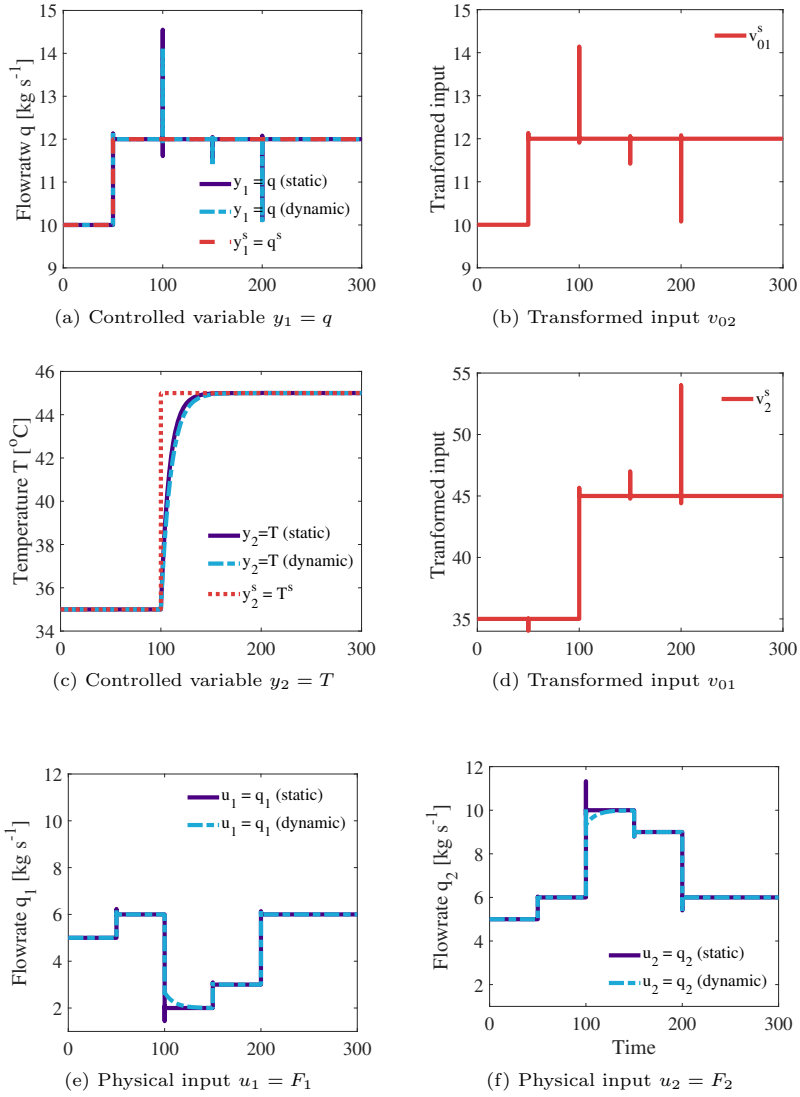 Flowratw q [kg s⁻¹]
15
14
13
12
11
10
9
0 100 200 300
y₁ = q (static)
y₁ = q (dynamic)
y₁ˢ = qˢ
(a) Controlled variable y₁ = q
Tranformed input
15
14
13
12
11
10
9
0 100 200 300
v₀₁ˢ
(b) Transformed input v₀₂
Temperature T [°C]
46
44
42
40
38
36
34
0 100 200 300
y₂=T (static)
y₂=T (dynamic)
y₂ˢ = Tˢ
(c) Controlled variable y₂ = T
Tranformed input
55
50
45
40
35
0 100 200 300
v₂ˢ
(d) Transformed input v₀₁
Flowrate q₁ [kg s⁻¹]
12
10
8
6
4
2
0 100 200 300
u₁ = q₁ (static)
u₁ = q₁ (dynamic)
(e) Physical input u₁ = F₁
Flowrate q₂ [kg s⁻¹]
12
10
8
6
4
2
0 100 200 300
Time
u₂ = q₂ (static)
u₂ = q₂ (dynamic)
(f) Physical input u₂ = F₂